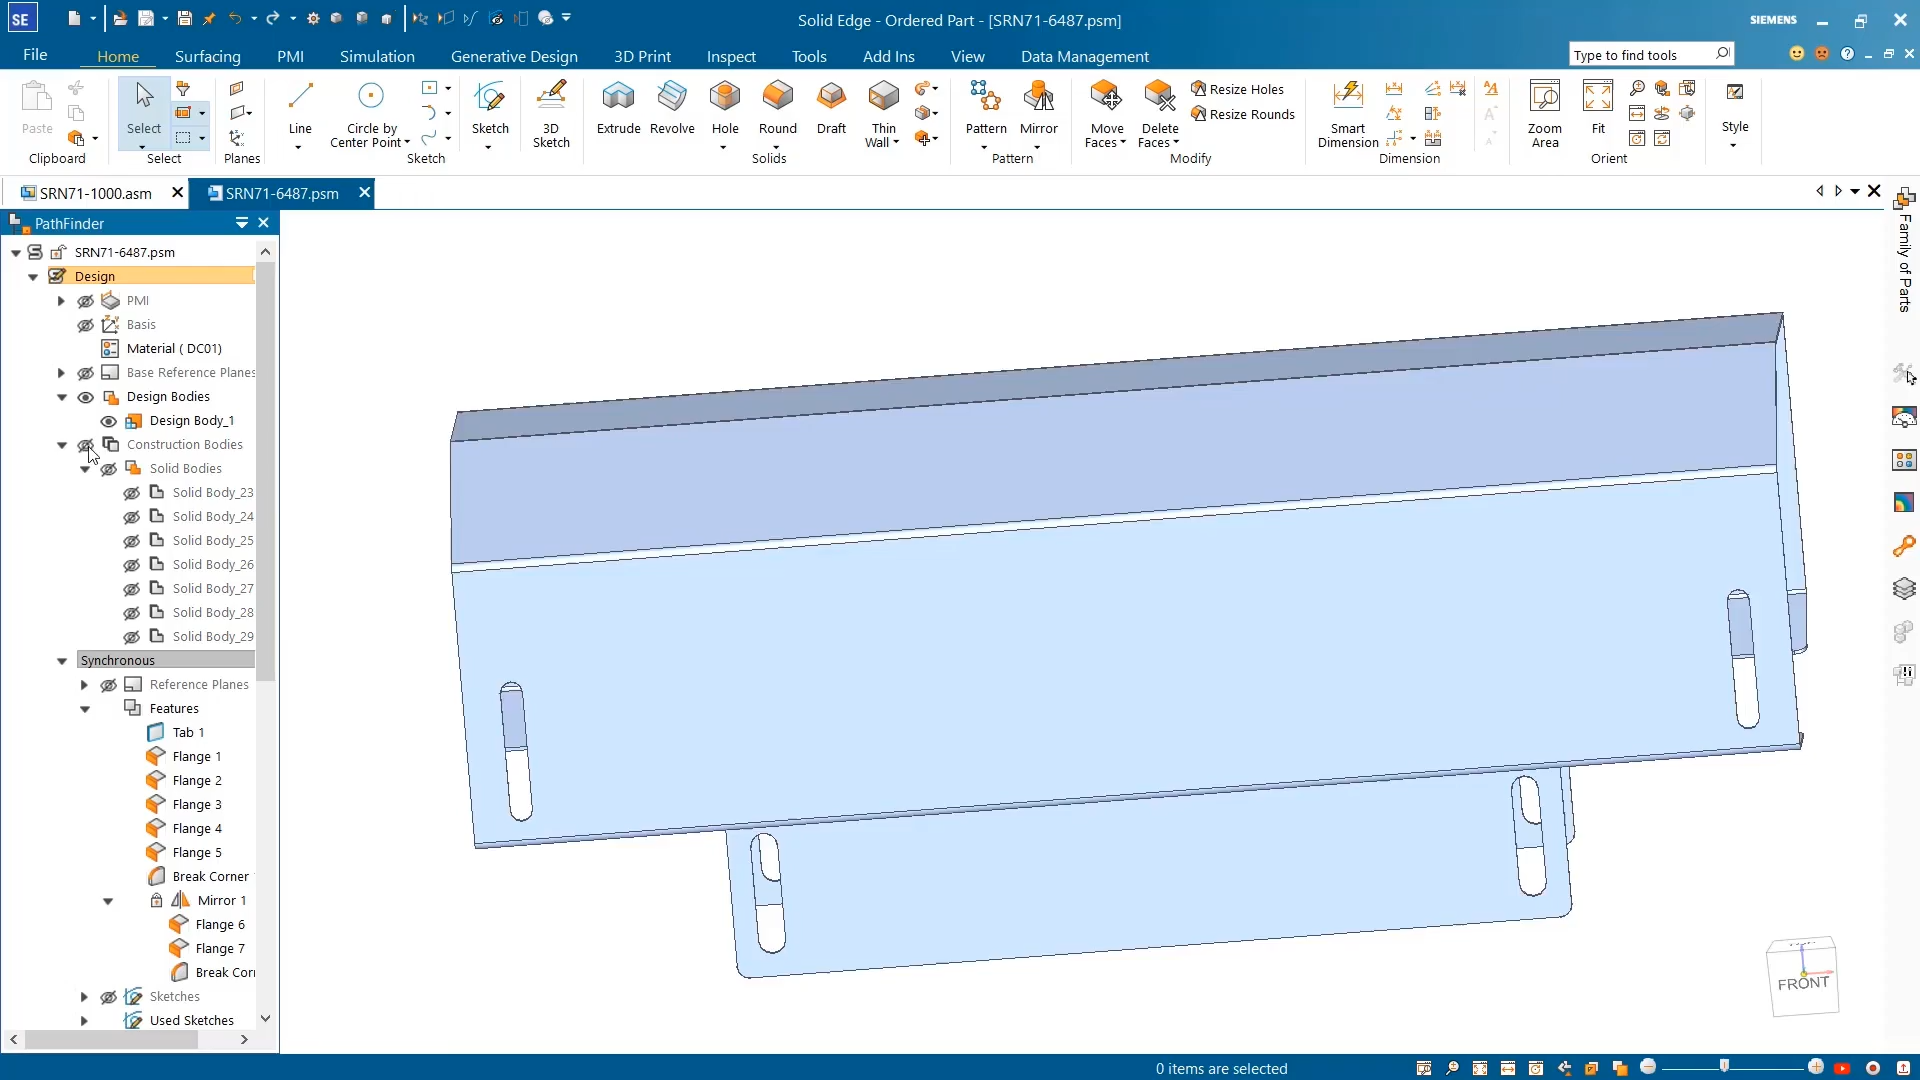 SE
Solid Edge - Ordered Part - [SRN71-6487.psm]
SIEMENS
File
Home
Surfacing
PMI
Simulation
Generative Design
3D Print
Inspect
Tools
Add Ins
View
Data Management
Type to find tools
Paste
Clipboard
Select
Select
Planes
Line
Circle by
Center Point
Sketch
Sketch
3D
Sketch
Extrude
Revolve
Hole
Round
Draft
Thin
Wall
Solids
Pattern
Mirror
Pattern
Move
Faces
Delete
Faces
Resize Holes
Resize Rounds
Modify
Smart
Dimension
Dimension
Zoom
Area
Fit
Orient
Style
SRN71-1000.asm
SRN71-6487.psm
PathFinder
SRN71-6487.psm
Design
PMI
Basis
Material ( DC01)
Base Reference Planes
Design Bodies
Design Body_1
Construction Bodies
Solid Bodies
Solid Body_23
Solid Body_24
Solid Body_25
Solid Body_26
Solid Body_27
Solid Body_28
Solid Body_29
Synchronous
Reference Planes
Features
Tab 1
Flange 1
Flange 2
Flange 3
Flange 4
Flange 5
Break Corner
Mirror 1
Flange 6
Flange 7
Break Cor
Sketches
Used Sketches
Family of Parts
FRONT
0 items are selected